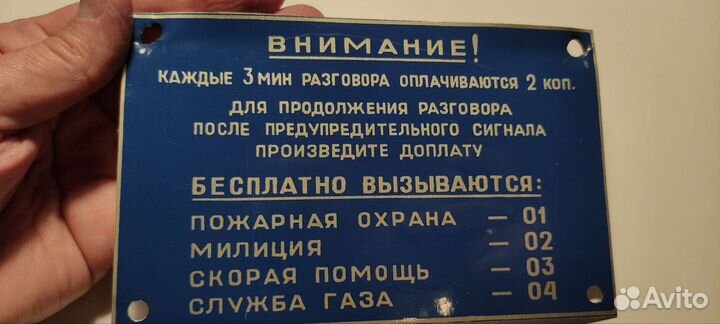 ВНИМАНИЕ!
КАЖДЫЕ 3 МИН РАЗГОВОРА ОПЛАЧИВАЮТСЯ 2 КОП.
ДЛЯ ПРОДОЛЖЕНИЯ РАЗГОВОРА
ПОСЛЕ ПРЕДУПРЕДИТЕЛЬНОГО СИГНАЛА
ПРОИЗВЕДИТЕ ДОПЛАТУ
БЕСПЛАТНО ВЫЗЫВАЮТСЯ:
ПОЖАРНАЯ ОХРАНА — 01
МИЛИЦИЯ — 02
СКОРАЯ ПОМОЩЬ — 03
СЛУЖБА ГАЗА — 04
Avito